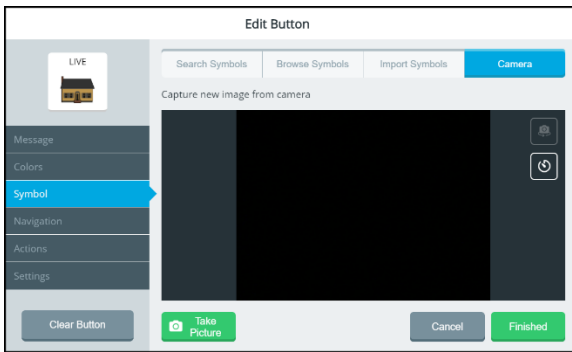 Edit Button
LIVE
Search Symbols
Browse Symbols
Import Symbols
Camera
Capture new image from camera
Message
Colors
Symbol
Navigation
Actions
Settings
Clear Button
Take
Picture
Cancel
Finished